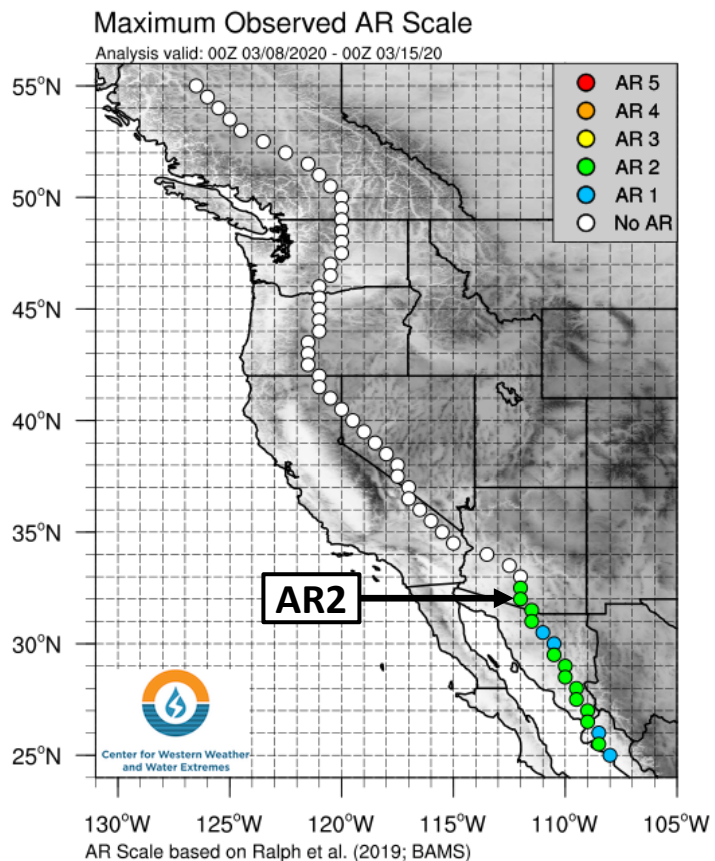 Maximum Observed AR Scale
Analysis valid: 00Z 03/08/2020 - 00Z 03/15/20
AR 5
AR 4
AR 3
AR 2
AR 1
No AR
55°N
50°N
45°N
40°N
35°N
30°N
25°N
AR2
Center for Western Weather
and Water Extremes
130°W 125°W 120°W 115°W 110°W 105°W
AR Scale based on Ralph et al. (2019; BAMS)